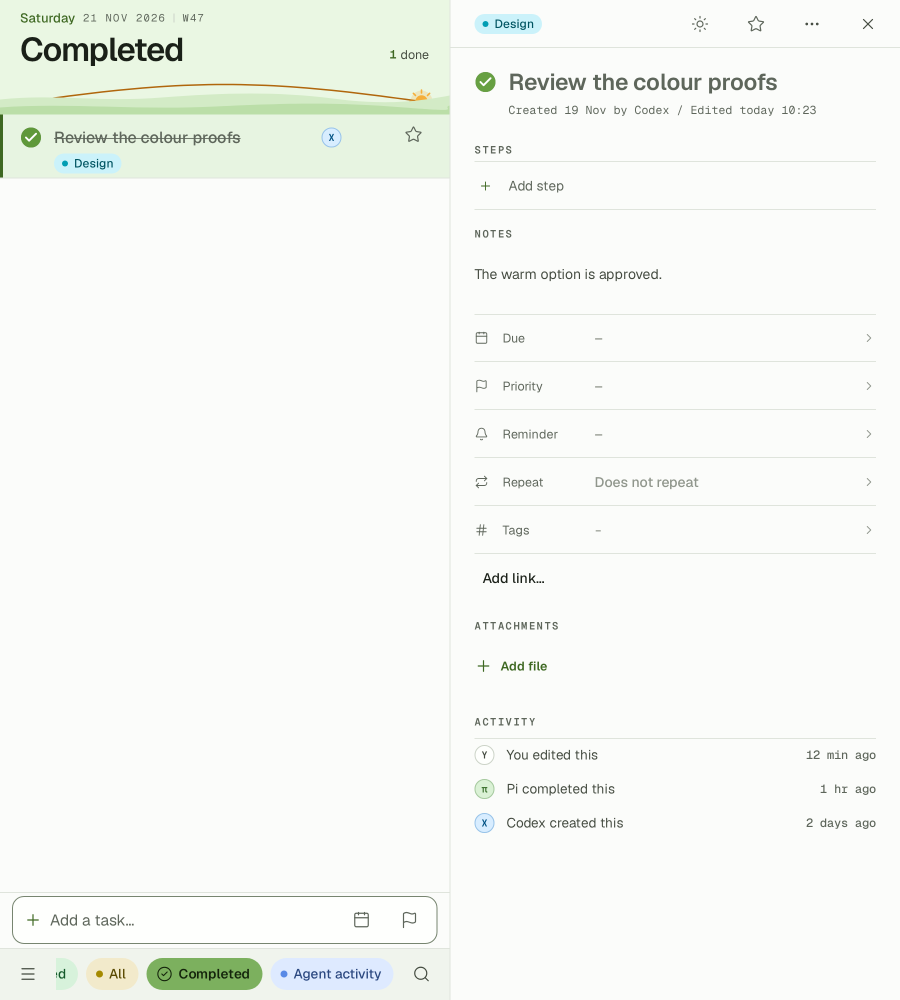 Saturday 21 NOV 2026 W47
Completed
1 done
Review the colour proofs
X
Design
Add a task…
ed
All
Completed
Agent activity
Design
Review the colour proofs
Created 19 Nov by Codex / Edited today 10:23
STEPS
Add step
NOTES
The warm option is approved.
Due –
Priority –
Reminder –
Repeat Does not repeat
Tags -
Add link…
ATTACHMENTS
Add file
ACTIVITY
Y You edited this 12 min ago
π Pi completed this 1 hr ago
X Codex created this 2 days ago